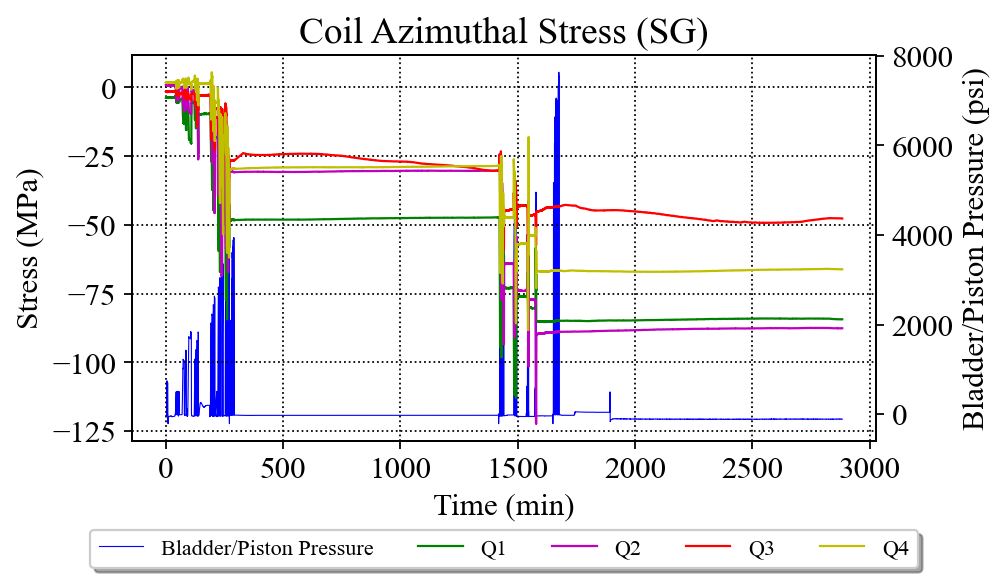 Coil Azimuthal Stress (SG)
Stress (MPa)
0
−25
−50
−75
−100
−125
8000
6000
4000
2000
0
Bladder/Piston Pressure (psi)
0 500 1000 1500 2000 2500 3000
Time (min)
Bladder/Piston Pressure Q1 Q2 Q3 Q4